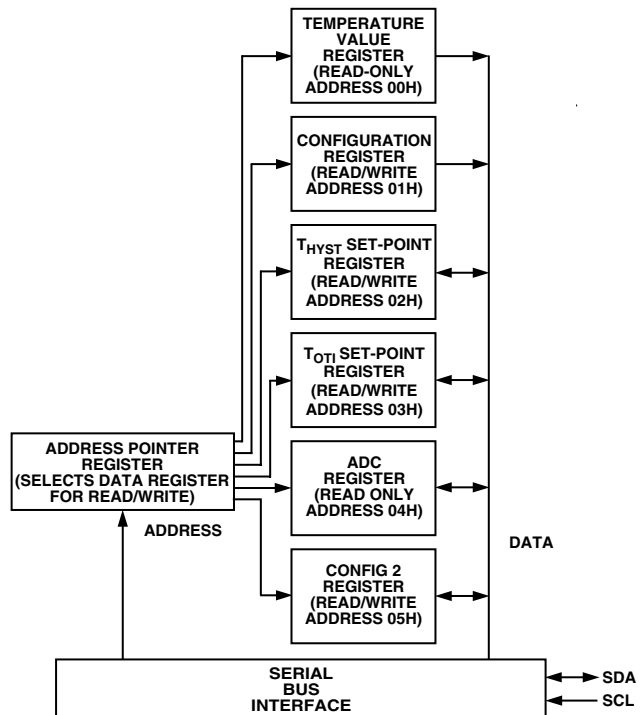 TEMPERATURE
VALUE
REGISTER
(READ-ONLY
ADDRESS 00H)
CONFIGURATION
REGISTER
(READ/WRITE
ADDRESS 01H)
THYST SET-POINT
REGISTER
(READ/WRITE
ADDRESS 02H)
TOTI SET-POINT
REGISTER
(READ/WRITE
ADDRESS 03H)
ADDRESS POINTER
REGISTER
(SELECTS DATA REGISTER
FOR READ/WRITE)
ADC
REGISTER
(READ ONLY
ADDRESS 04H)
ADDRESS
DATA
CONFIG 2
REGISTER
(READ/WRITE
ADDRESS 05H)
SERIAL
BUS
INTERFACE
SDA
SCL